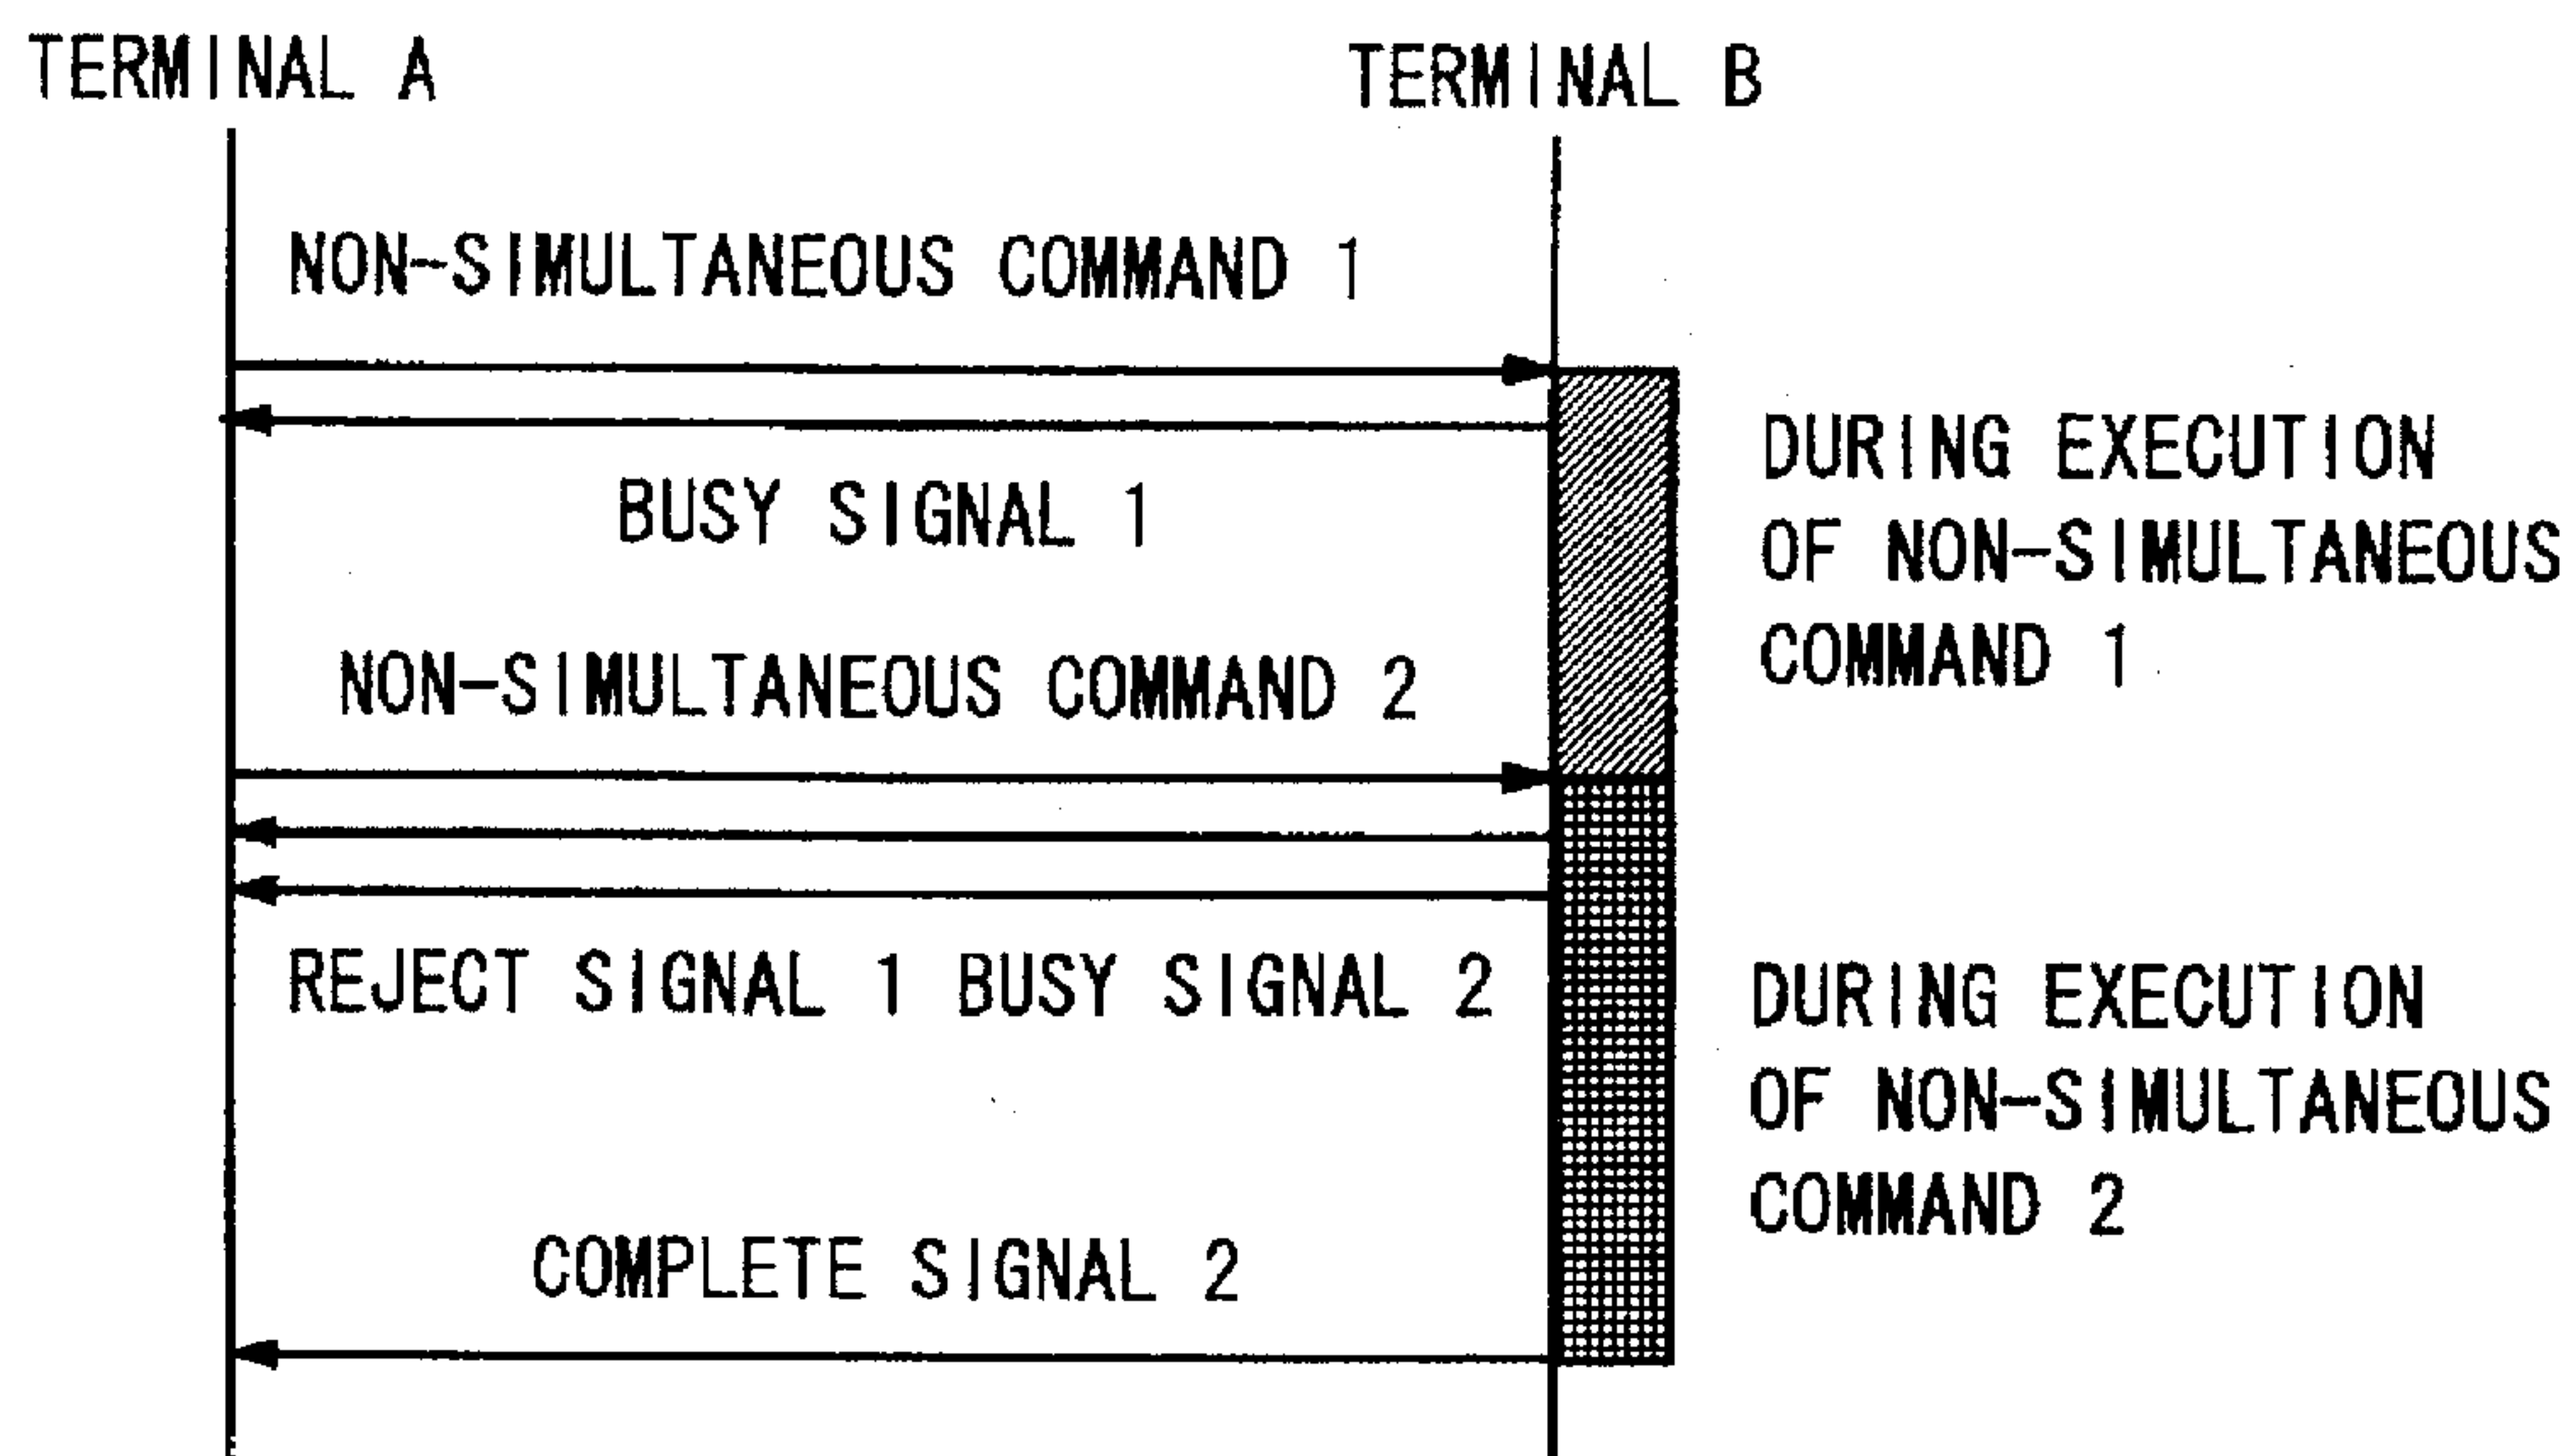 TERMINAL A
TERMINAL B
NON-SIMULTANEOUS COMMAND 1
BUSY SIGNAL 1
DURING EXECUTION
OF NON-SIMULTANEOUS
COMMAND 1
NON-SIMULTANEOUS COMMAND 2
REJECT SIGNAL 1 BUSY SIGNAL 2
DURING EXECUTION
OF NON-SIMULTANEOUS
COMMAND 2
COMPLETE SIGNAL 2